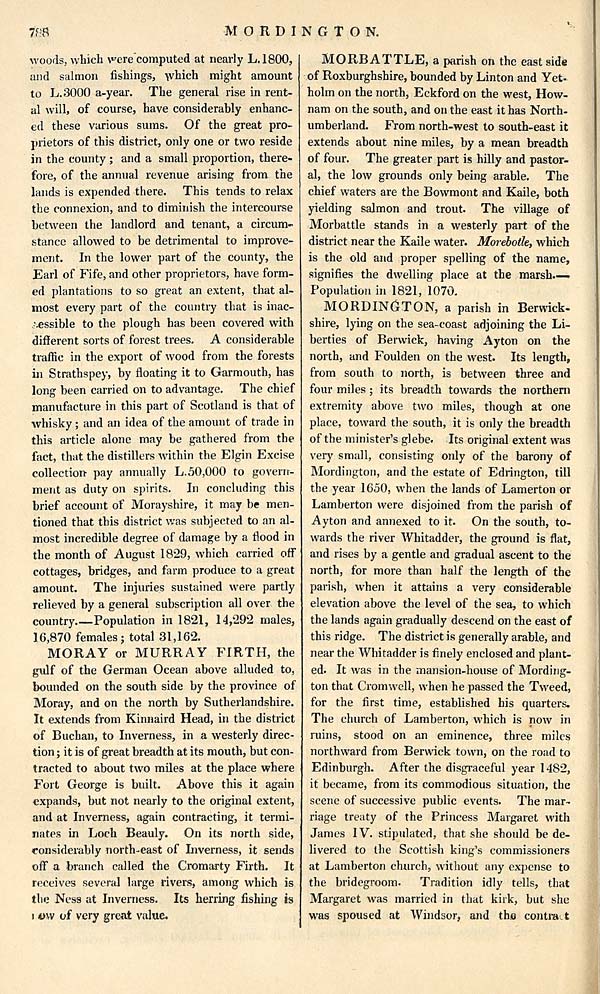 788
MORDINGTON.
woods, which were computed at nearly L.1800,
and salmon fishings, which might amount
to L.3000 a-year. The general rise in rent-
al will, of course, have considerably enhanc-
ed these various sums. Of the great pro-
prietors of this district, only one or two reside
in the county; and a small proportion, there-
fore, of the annual revenue arising from the
lands is expended there. This tends to relax
the connexion, and to diminish the intercourse
between the landlord and tenant, a circum-
stance allowed to be detrimental to improve-
ment. In the lower part of the county, the
Earl of Fife, and other proprietors, have form-
ed plantations to so great an extent, that al-
most every part of the country that is inac-
cessible to the plough has been covered with
different sorts of forest trees. A considerable
traffic in the export of wood from the forests
in Strathspey, by floating it to Garmouth, has
long been carried on to advantage. The chief
manufacture in this part of Scotland is that of
whisky; and an idea of the amount of trade in
this article alone may be gathered from the
fact, that the distillers within the Elgin Excise
collection pay annually L.50,000 to govern-
ment as duty on spirits. In concluding this
brief account of Morayshire, it may be men-
tioned that this district was subjected to an al-
most incredible degree of damage by a flood in
the month of August 1829, which carried off
cottages, bridges, and farm produce to a great
amount. The injuries sustained were partly
relieved by a general subscription all over the
country.—Population in 1821, 14,292 males,
16,870 females; total 31,162.
MORAY or MURRAY FIRTH, the
gulf of the German Ocean above alluded to,
bounded on the south side by the province of
Moray, and on the north by Sutherlandshire.
It extends from Kinnaird Head, in the district
of Buchan, to Inverness, in a westerly direc-
tion; it is of great breadth at its mouth, but con-
tracted to about two miles at the place where
Fort George is built. Above this it again
expands, but not nearly to the original extent,
and at Inverness, again contracting, it termi-
nates in Loch Beauly. On its north side,
considerably north-east of Inverness, it sends
off a branch called the Cromarty Firth. It
receives several large rivers, among which is
the Ness at Inverness. Its herring fishing is
now of very great value.
MORBATTLE, a parish on the east side
of Roxburghshire, bounded by Linton and Yet-
holm on the north, Eckford on the west, How-
nam on the south, and on the east it has North-
umberland. From north-west to south-east it
extends about nine miles, by a mean breadth
of four. The greater part is hilly and pastor-
al, the low grounds only being arable. The
chief waters are the Bowmont and Kaile, both
yielding salmon and trout. The village of
Morbattle stands in a westerly part of the
district near the Kaile water. Morebotle, which
is the old and proper spelling of the name,
signifies the dwelling place at the marsh.—
Population in 1821, 1070.
MORDINGTON, a parish in Berwick-
shire, lying on the sea-coast adjoining the Li-
berties of Berwick, having Ayton on the
north, and Foulden on the west. Its length,
from south to north, is between three and
four miles; its breadth towards the northern
extremity above two miles, though at one
place, toward the south, it is only the breadth
of the minister's glebe. Its original extent was
very small, consisting only of the barony of
Mordington, and the estate of Edrington, till
the year 1650, when the lands of Lamerton or
Lamberton were disjoined from the parish of
Ayton and annexed to it. On the south, to-
wards the river Whitadder, the ground is flat,
and rises by a gentle and gradual ascent to the
north, for more than half the length of the
parish, when it attains a very considerable
elevation above the level of the sea, to which
the lands again gradually descend on the east of
this ridge. The district is generally arable, and
near the Whitadder is finely enclosed and plant-
ed. It was in the mansion-house of Mording-
ton that Cromwell, when he passed the Tweed,
for the first time, established his quarters.
The church of Lamberton, which is now in
ruins, stood on an eminence, three miles
northward from Berwick town, on the road to
Edinburgh. After the disgraceful year 1482,
it became, from its commodious situation, the
scene of successive public events. The mar-
riage treaty of the Princess Margaret with
James IV. stipulated, that she should be de-
livered to the Scottish king's commissioners
at Lamberton church, without any expense to
the bridegroom. Tradition idly tells, that
Margaret was married in that kirk, but she
was spoused at Windsor, and the contract